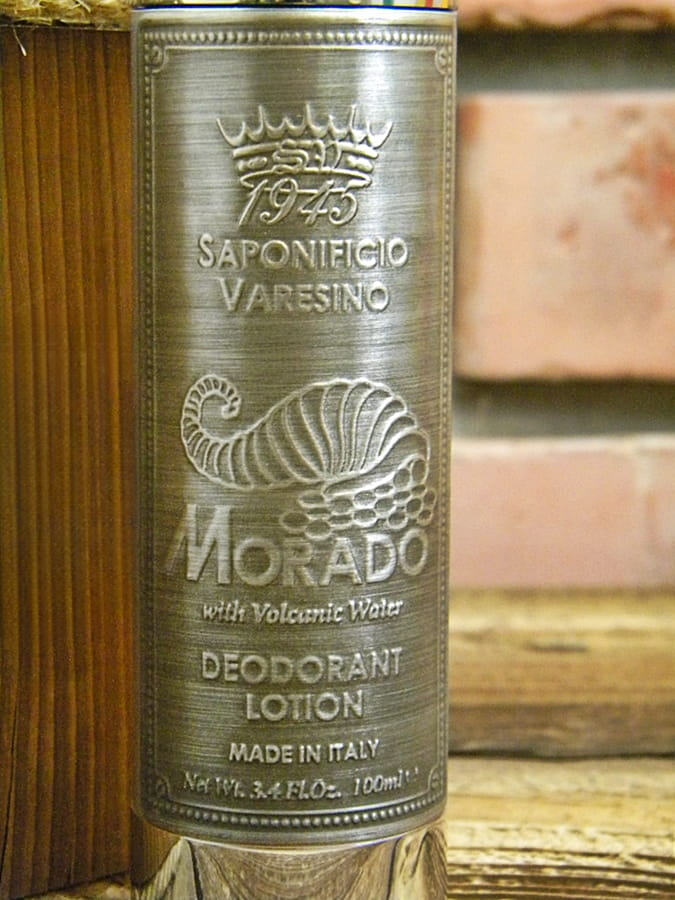 SV
1945
SAPONIFICIO
VARESINO
MORADO
with Volcanic Water
DEODORANT
LOTION
MADE IN ITALY
Net Wt. 3.4 Fl.Oz. 100ml